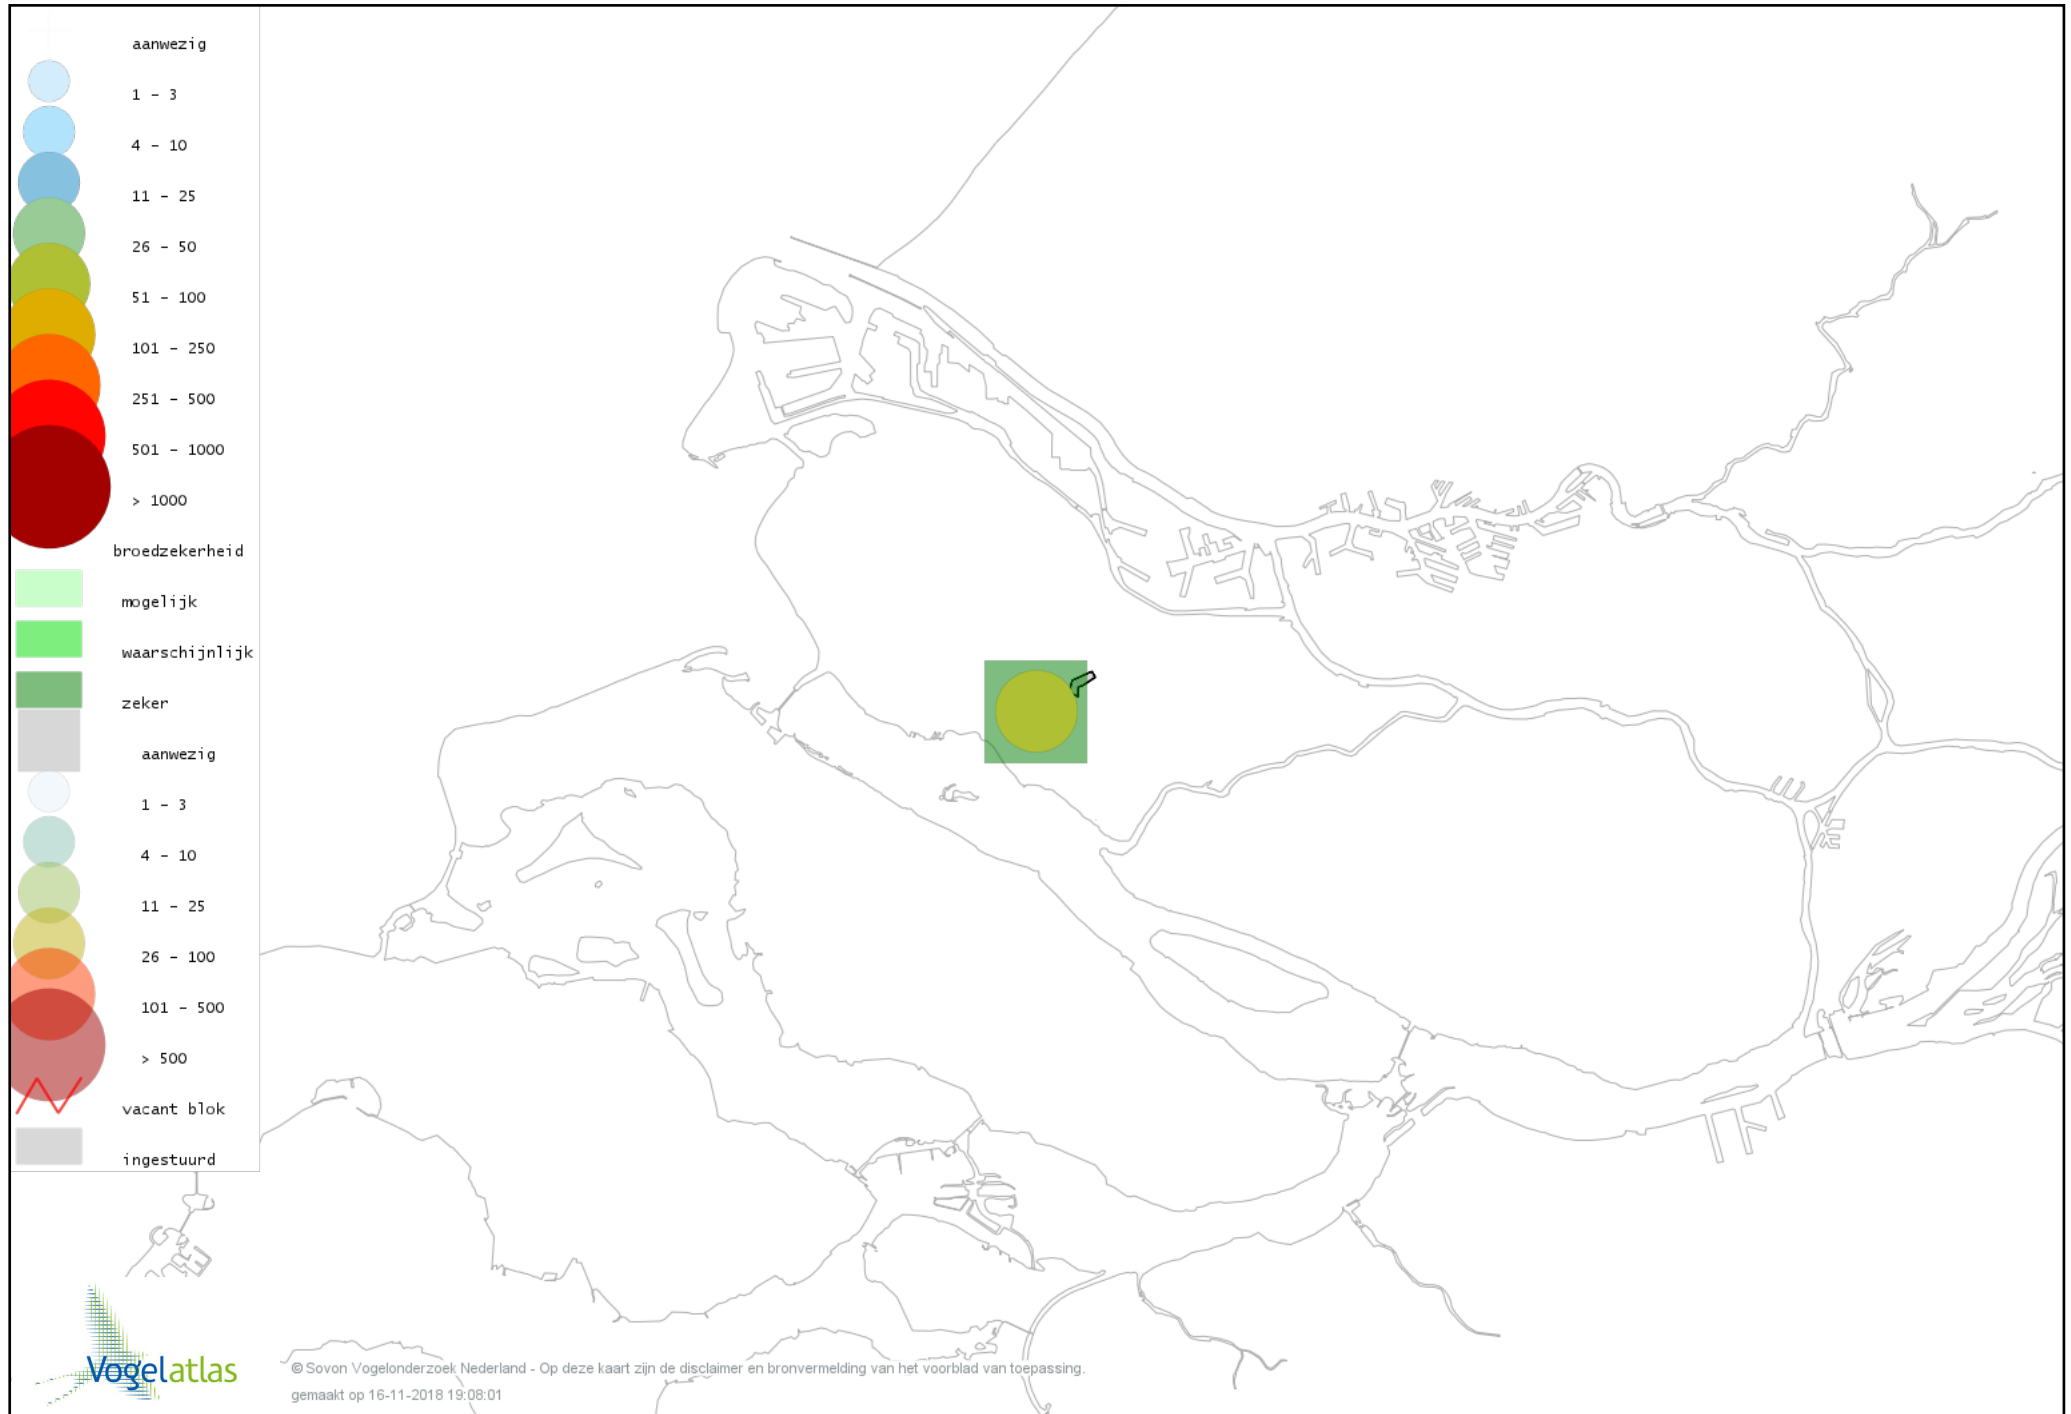 aanwezig
1 - 3
4 - 10
11 - 25
26 - 50
51 - 100
101 - 250
251 - 500
501 - 1000
> 1000
broedzekerheid
mogelijk
waarschijnlijk
zeker
aanwezig
1 - 3
4 - 10
11 - 25
26 - 100
101 - 500
> 500
vacant blok
ingestuurd
Vogelatlas
© Sovon Vogelonderzoek Nederland - Op deze kaart zijn de disclaimer en bronvermelding van het voorblad van toepassing.
gemaakt op 16-11-2018 19:08:01